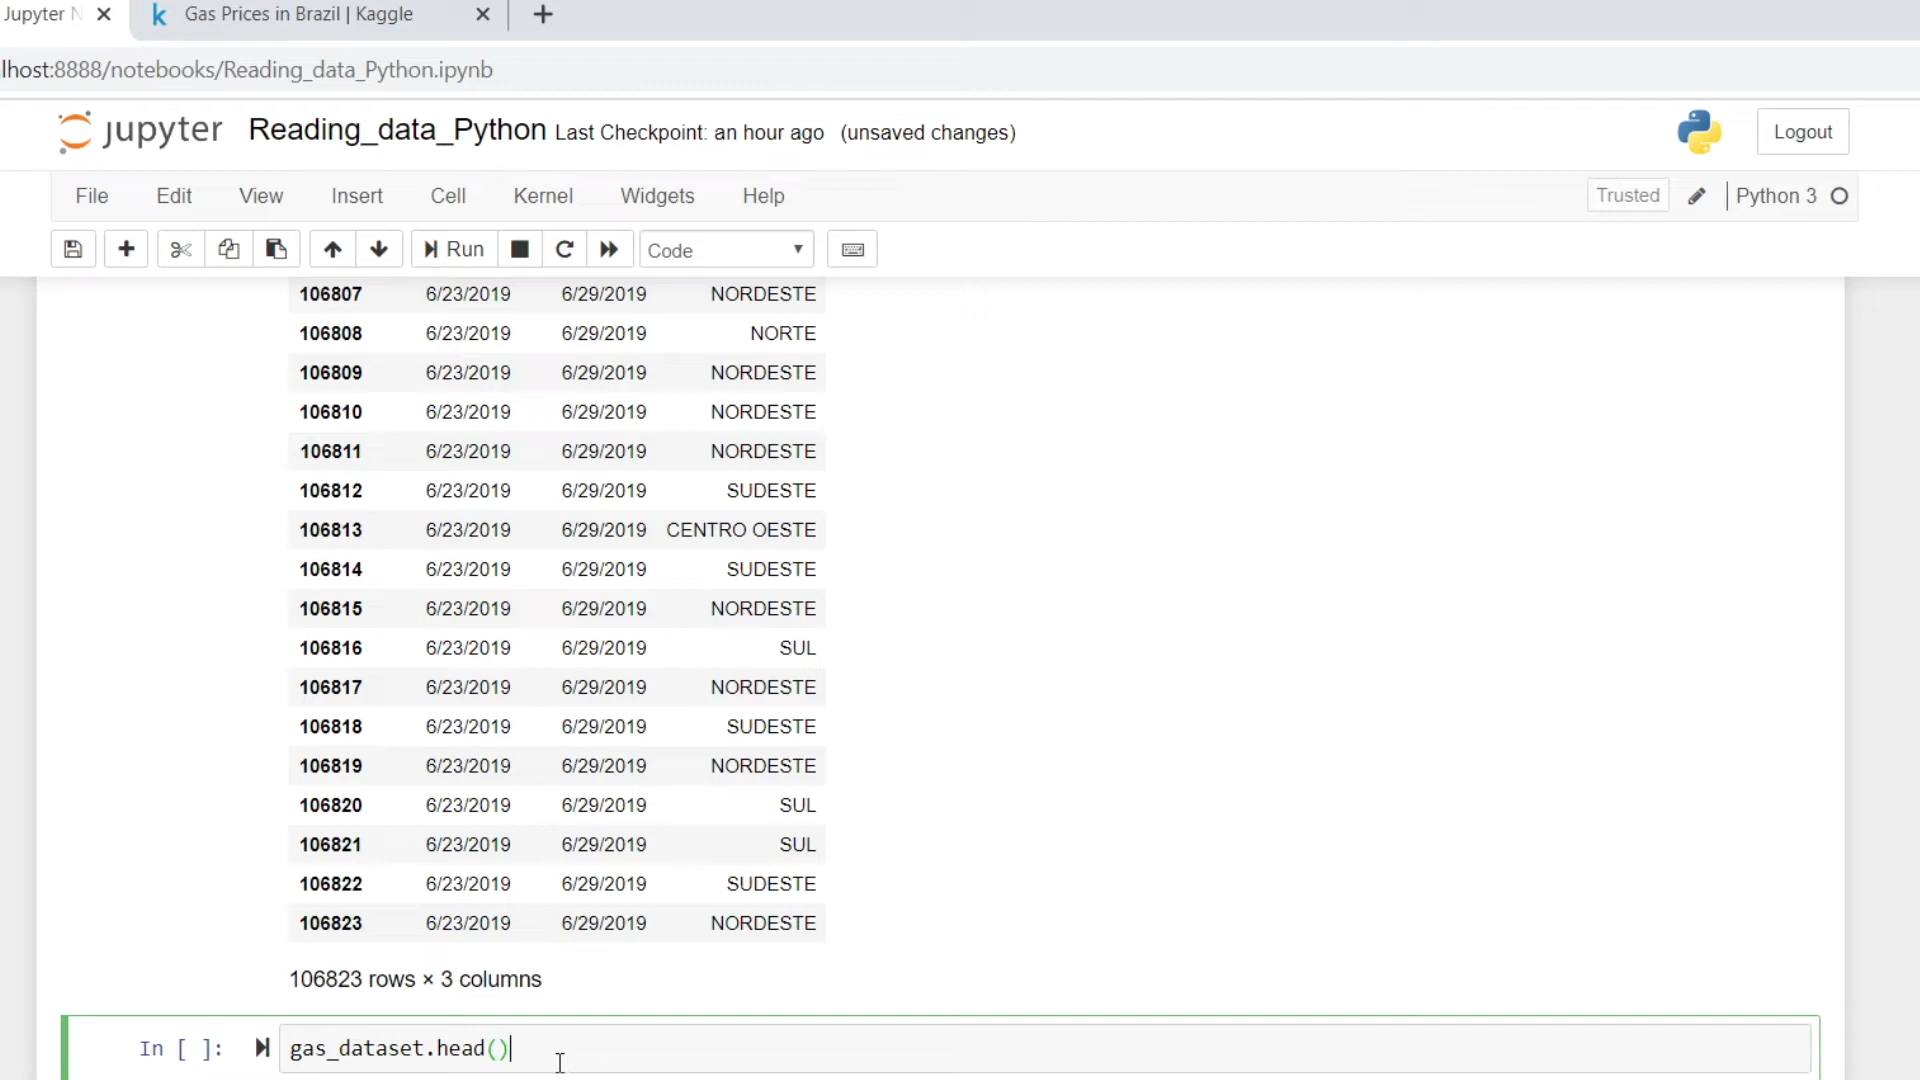 Jupyter N
Gas Prices in Brazil | Kaggle
lhost:8888/notebooks/Reading_data_Python.ipynb
jupyter Reading_data_Python Last Checkpoint: an hour ago (unsaved changes)
Logout
File Edit View Insert Cell Kernel Widgets Help
Trusted Python 3
Run Code
106807 6/23/2019 6/29/2019 NORDESTE
106808 6/23/2019 6/29/2019 NORTE
106809 6/23/2019 6/29/2019 NORDESTE
106810 6/23/2019 6/29/2019 NORDESTE
106811 6/23/2019 6/29/2019 NORDESTE
106812 6/23/2019 6/29/2019 SUDESTE
106813 6/23/2019 6/29/2019 CENTRO OESTE
106814 6/23/2019 6/29/2019 SUDESTE
106815 6/23/2019 6/29/2019 NORDESTE
106816 6/23/2019 6/29/2019 SUL
106817 6/23/2019 6/29/2019 NORDESTE
106818 6/23/2019 6/29/2019 SUDESTE
106819 6/23/2019 6/29/2019 NORDESTE
106820 6/23/2019 6/29/2019 SUL
106821 6/23/2019 6/29/2019 SUL
106822 6/23/2019 6/29/2019 SUDESTE
106823 6/23/2019 6/29/2019 NORDESTE
106823 rows × 3 columns
In [ ]: gas_dataset.head()